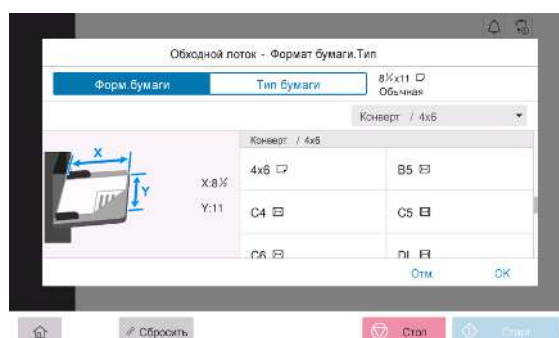 Обходной поток - Формат бумаги.Тип
Форм.бумаги
Тип бумаги
8½x11
Обычная
Конверт / 4x6
Конверт / 4x6
X
Y
X:8½
Y:11
4x6
B5
C4
C5
C6
DL
Отм.
OK
Сбросить
Стоп
Старт